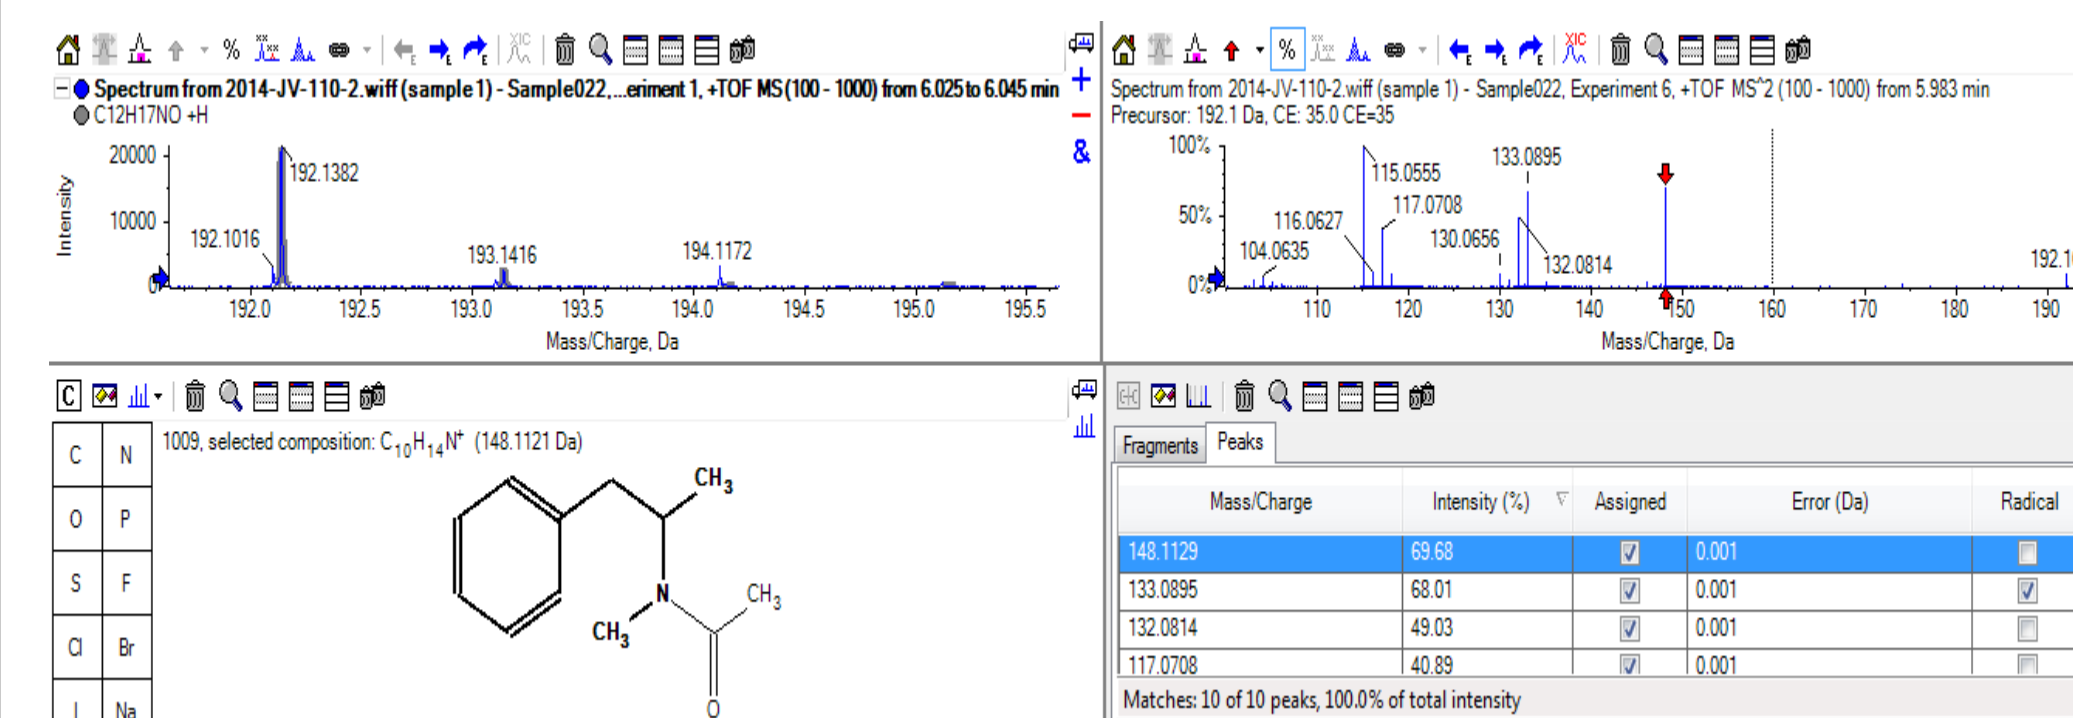 Spectrum from 2014-JV-110-2.wiff (sample 1) - Sample022,...eriment 1, +TOF MS (100 - 1000) from 6.025 to 6.045 min
C12H17NO +H
Intensity
20000
10000
0
192.1016
192.1382
193.1416
194.1172
192.0 192.5 193.0 193.5 194.0 194.5 195.0 195.5
Mass/Charge, Da
%
XIC
Spectrum from 2014-JV-110-2.wiff (sample 1) - Sample022, Experiment 6, +TOF MS^2 (100 - 1000) from 5.983 min
Precursor: 192.1 Da, CE: 35.0 CE=35
100%
50%
0%
104.0635
116.0627
115.0555
117.0708
130.0656
133.0895
132.0814
192.1
110 120 130 140 150 160 170 180 190
Mass/Charge, Da
%
XIC
C
C N
O P
S F
Cl Br
I Na
1009, selected composition: C10H14N+ (148.1121 Da)
CH3
N
CH3
CH3
O
Fragments Peaks
Mass/Charge Intensity (%) Assigned Error (Da) Radical
148.1129 69.68 0.001
133.0895 68.01 0.001
132.0814 49.03 0.001
117.0708 40.89 0.001
Matches: 10 of 10 peaks, 100.0% of total intensity